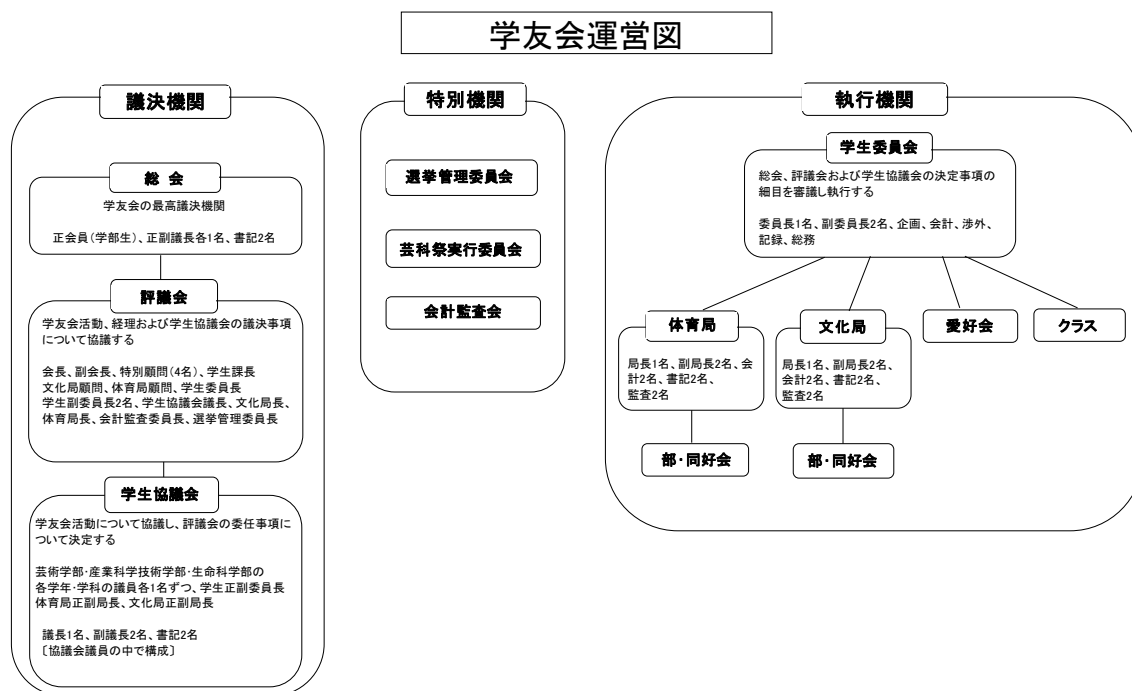 学友会運営図
議決機関
総会
学友会の最高議決機関
正会員(学部生)、正副議長各1名、書記2名
評議会
学友会活動、経理および学生協議会の議決事項
について協議する
会長、副会長、特別顧問(4名)、学生課長
文化局顧問、体育局顧問、学生委員長
学生副委員長2名、学生協議会議長、文化局長、
体育局長、会計監査委員長、選挙管理委員長
学生協議会
学友会活動について協議し、評議会の委任事項に
ついて決定する
芸術学部・産業科学技術学部・生命科学部の
各学年・学科の議員各1名ずつ、学生正副委員長
体育局正副局長、文化局正副局長
議長1名、副議長2名、書記2名
〔協議会議員の中で構成〕
特別機関
選挙管理委員会
芸科祭実行委員会
会計監査会
執行機関
学生委員会
総会、評議会および学生協議会の決定事項の
細目を審議し執行する
委員長1名、副委員長2名、企画、会計、渉外、
記録、総務
体育局
局長1名、副局長2名、会
計2名、書記2名、
監査2名
部・同好会
文化局
局長1名、副局長2名、
会計2名、書記2名、
監査2名
部・同好会
愛好会
クラス